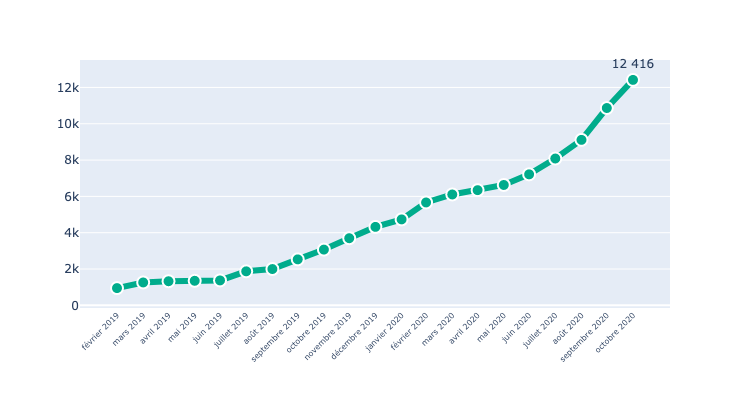 12 416
12k
10k
8k
6k
4k
2k
0
février 2019
mars 2019
avril 2019
mai 2019
juin 2019
juillet 2019
août 2019
septembre 2019
octobre 2019
novembre 2019
décembre 2019
janvier 2020
février 2020
mars 2020
avril 2020
mai 2020
juin 2020
juillet 2020
août 2020
septembre 2020
octobre 2020